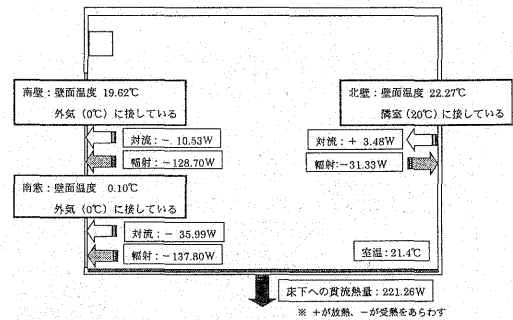 南壁：壁面温度 19.62℃
外気（0℃）に接している
対流：－ 10.53W
輻射：－128.70W
南窓：壁面温度 0.10℃
外気（0℃）に接している
対流：－ 35.99W
輻射：－137.80W
北壁：壁面温度 22.27℃
隣室（20℃）に接している
対流：＋ 3.48W
輻射:－31.33W
室温：21.4℃
床下への貫流熱量：221.26W
※ ＋が放熱、－が受熱をあらわす